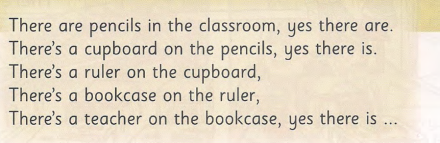 There are pencils in the classroom, yes there are.
There's a cupboard on the pencils, yes there is.
There's a ruler on the cupboard,
There's a bookcase on the ruler,
There's a teacher on the bookcase, yes there is ...